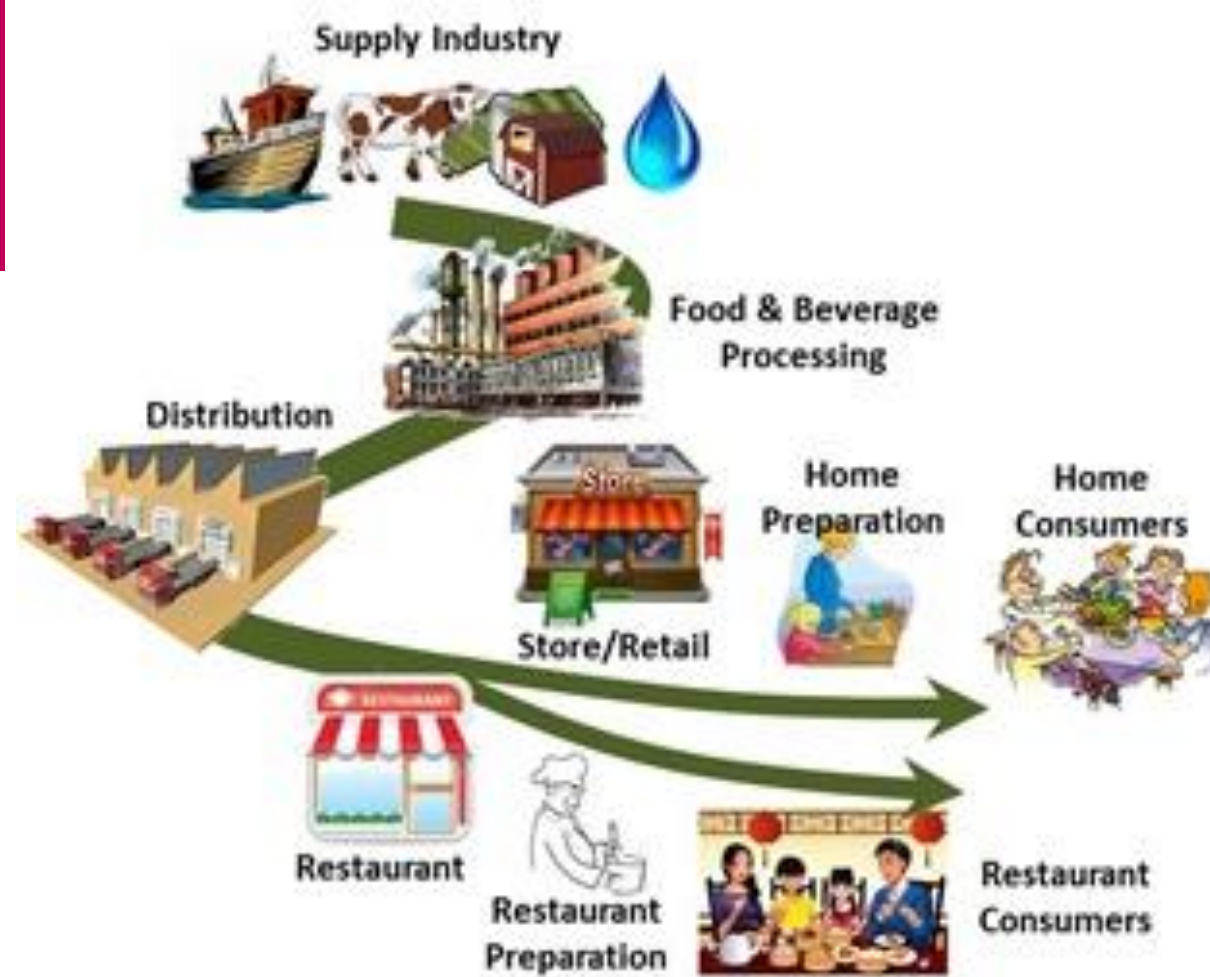 Supply Industry
Food & Beverage
Processing
Distribution
Store
Home
Preparation
Home
Consumers
Store/Retail
RESTAURANT
Restaurant
Restaurant
Preparation
Restaurant
Consumers